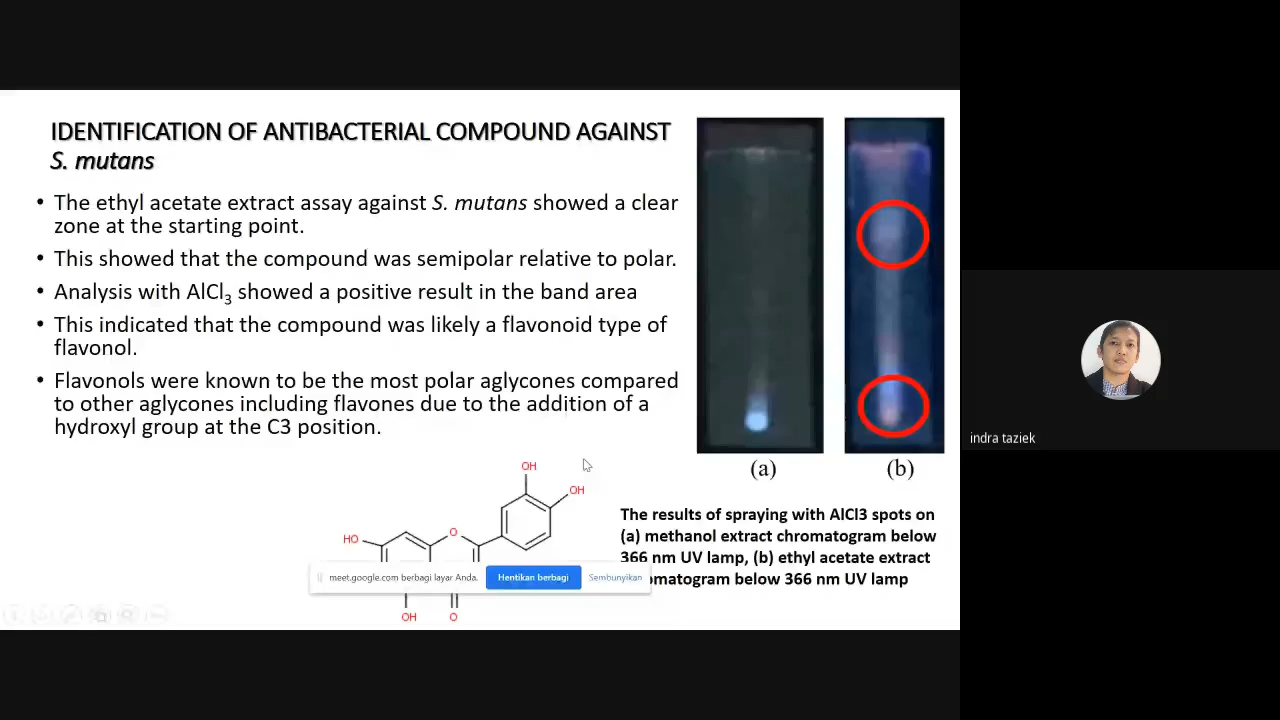 IDENTIFICATION OF ANTIBACTERIAL COMPOUND AGAINST
S. mutans
• The ethyl acetate extract assay against S. mutans showed a clear
zone at the starting point.
• This showed that the compound was semipolar relative to polar.
• Analysis with AlCl3 showed a positive result in the band area
• This indicated that the compound was likely a flavonoid type of
flavonol.
• Flavonols were known to be the most polar aglycones compared
to other aglycones including flavones due to the addition of a
hydroxyl group at the C3 position.
(a)
(b)
The results of spraying with AlCl3 spots on
(a) methanol extract chromatogram below
366 nm UV lamp, (b) ethyl acetate extract
omatogram below 366 nm UV lamp
OH
OH
HO
O
OH
O
meet.google.com berbagi layar Anda.
Hentikan berbagi
Sembunyikan
indra taziek